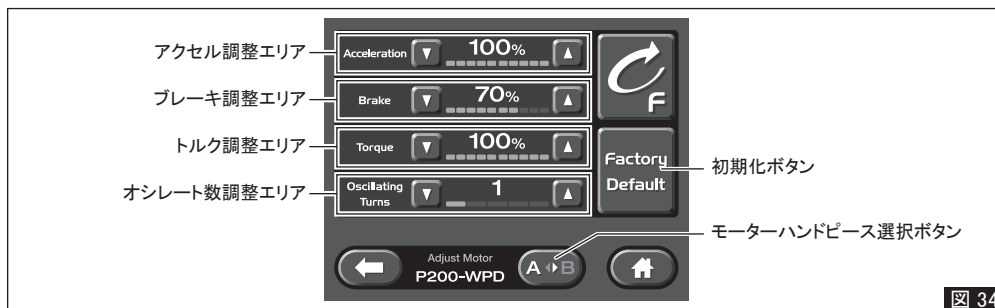 アクセル調整エリア
Acceleration 100%
ブレーキ調整エリア
Brake 70%
トルク調整エリア
Torque 100%
オシレート数調整エリア
Oscillating Turns 1
F
Factory Default
初期化ボタン
モーターハンドピース選択ボタン
Adjust Motor
P200-WPD
A B
図 34